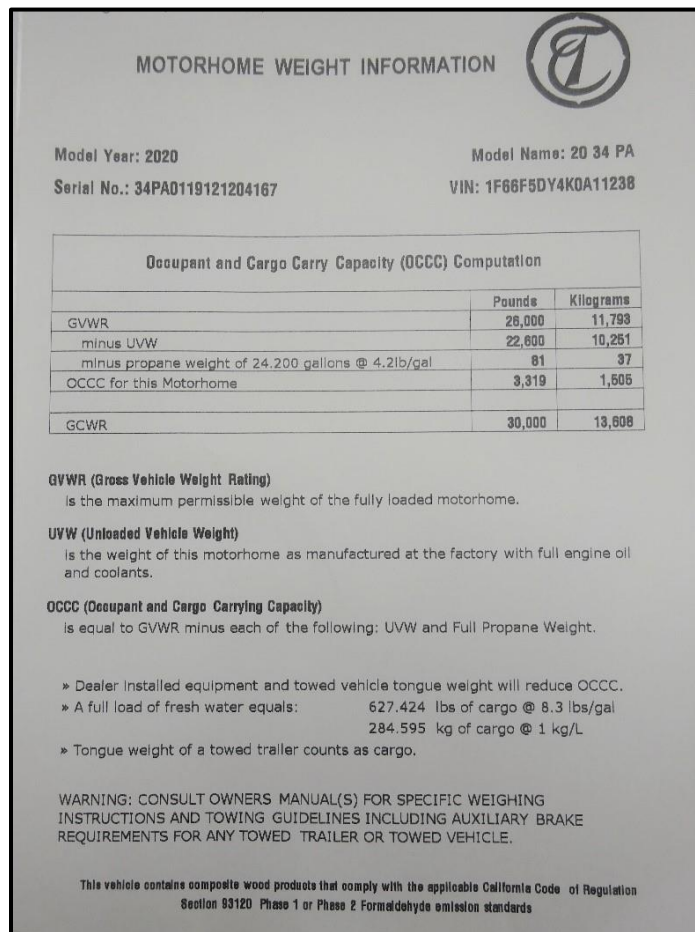 MOTORHOME WEIGHT INFORMATION
Model Year: 2020 Model Name: 20 34 PA
Serial No.: 34PA0119121204167 VIN: 1F66F5DY4K0A11238
Occupant and Cargo Carry Capacity (OCCC) Computation
Pounds Kilograms
GVWR 26,000 11,793
minus UVW 22,600 10,251
minus propane weight of 24.200 gallons @ 4.2lb/gal 81 37
OCCC for this Motorhome 3,319 1,505
GCWR 30,000 13,608
GVWR (Gross Vehicle Weight Rating)
is the maximum permissible weight of the fully loaded motorhome.
UVW (Unloaded Vehicle Weight)
is the weight of this motorhome as manufactured at the factory with full engine oil
and coolants.
OCCC (Occupant and Cargo Carrying Capacity)
is equal to GVWR minus each of the following: UVW and Full Propane Weight.
» Dealer installed equipment and towed vehicle tongue weight will reduce OCCC.
» A full load of fresh water equals: 627.424 lbs of cargo @ 8.3 lbs/gal
284.595 kg of cargo @ 1 kg/L
» Tongue weight of a towed trailer counts as cargo.
WARNING: CONSULT OWNERS MANUAL(S) FOR SPECIFIC WEIGHING
INSTRUCTIONS AND TOWING GUIDELINES INCLUDING AUXILIARY BRAKE
REQUIREMENTS FOR ANY TOWED TRAILER OR TOWED VEHICLE.
This vehicle contains composite wood products that comply with the applicable California Code of Regulation
Section 93120 Phase 1 or Phase 2 Formaldehyde emission standards